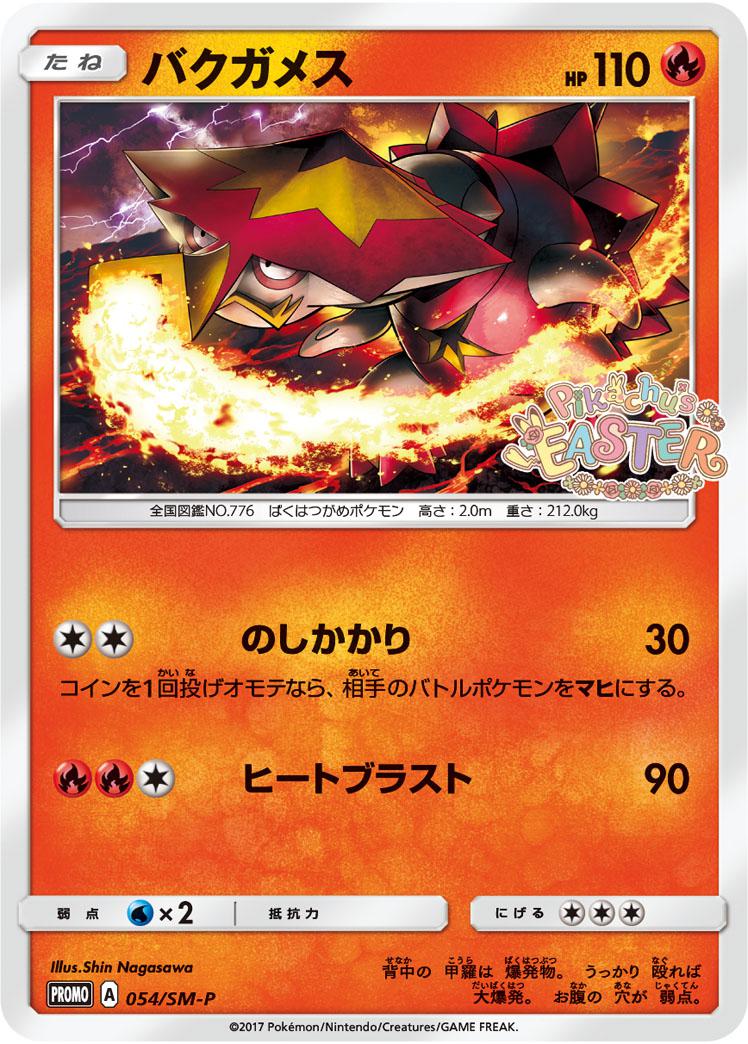 たね バクガメス HP 110
Pikachu's
EASTER
全国図鑑NO.776 ばくはつがめポケモン 高さ：2.0m 重さ：212.0kg
のしかかり 30
コインを1回投げオモテなら、相手のバトルポケモンをマヒにする。
ヒートブラスト 90
弱点 ×2 抵抗力 にげる
Illus.Shin Nagasawa
背中の 甲羅は 爆発物。 うっかり 殴れば
大爆発。 お腹の 穴が 弱点。
PROMO A 054/SM-P
©2017 Pokémon/Nintendo/Creatures/GAME FREAK.